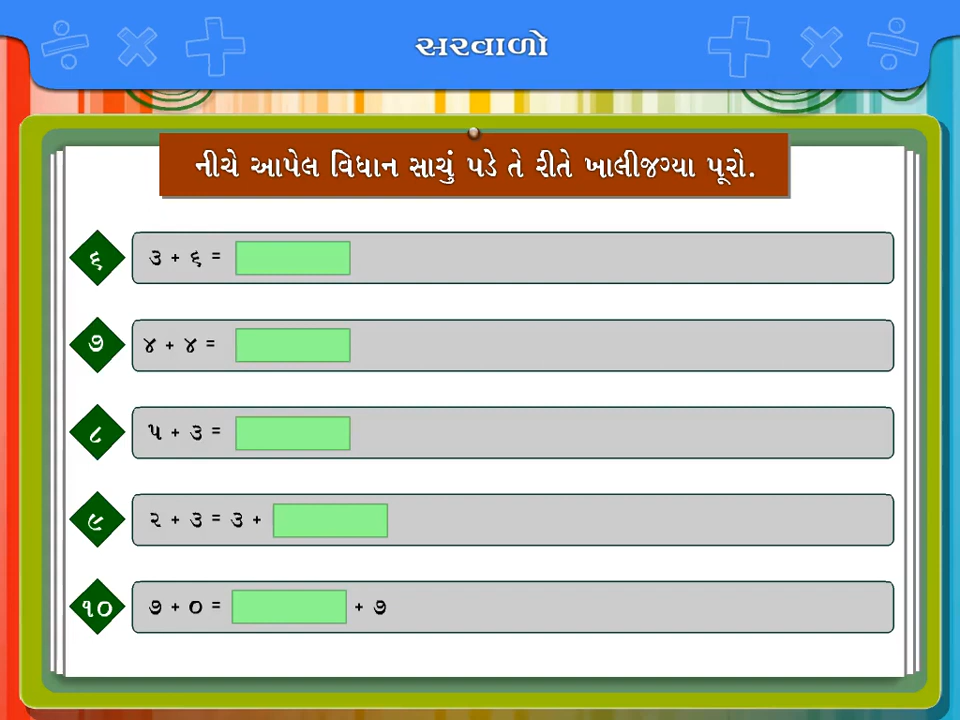 સરવાળો
નીચે આપેલ વિધાન સાચું પડે તે રીતે ખાલીજગ્યા પૂરો.
૬ ૩ + ૬ =
૭ ૪ + ૪ =
૮ ૫ + ૩ =
૯ ૨ + ૩ = ૩ +
૧૦ ૭ + ૦ = + ૭